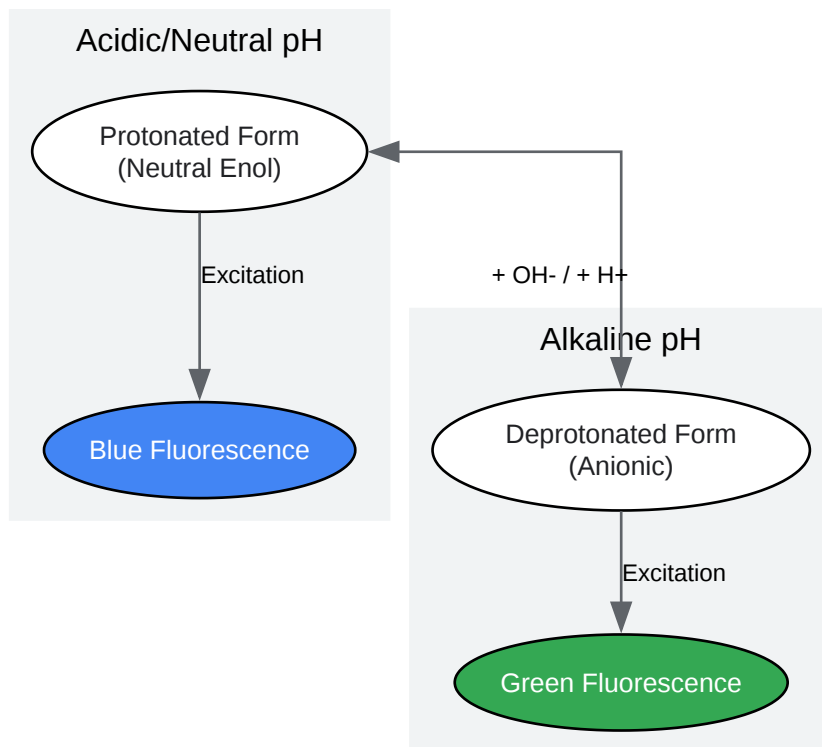 Acidic/Neutral pH
Protonated Form
(Neutral Enol)
Excitation
+ OH- / + H+
Blue Fluorescence
Alkaline pH
Deprotonated Form
(Anionic)
Excitation
Green Fluorescence